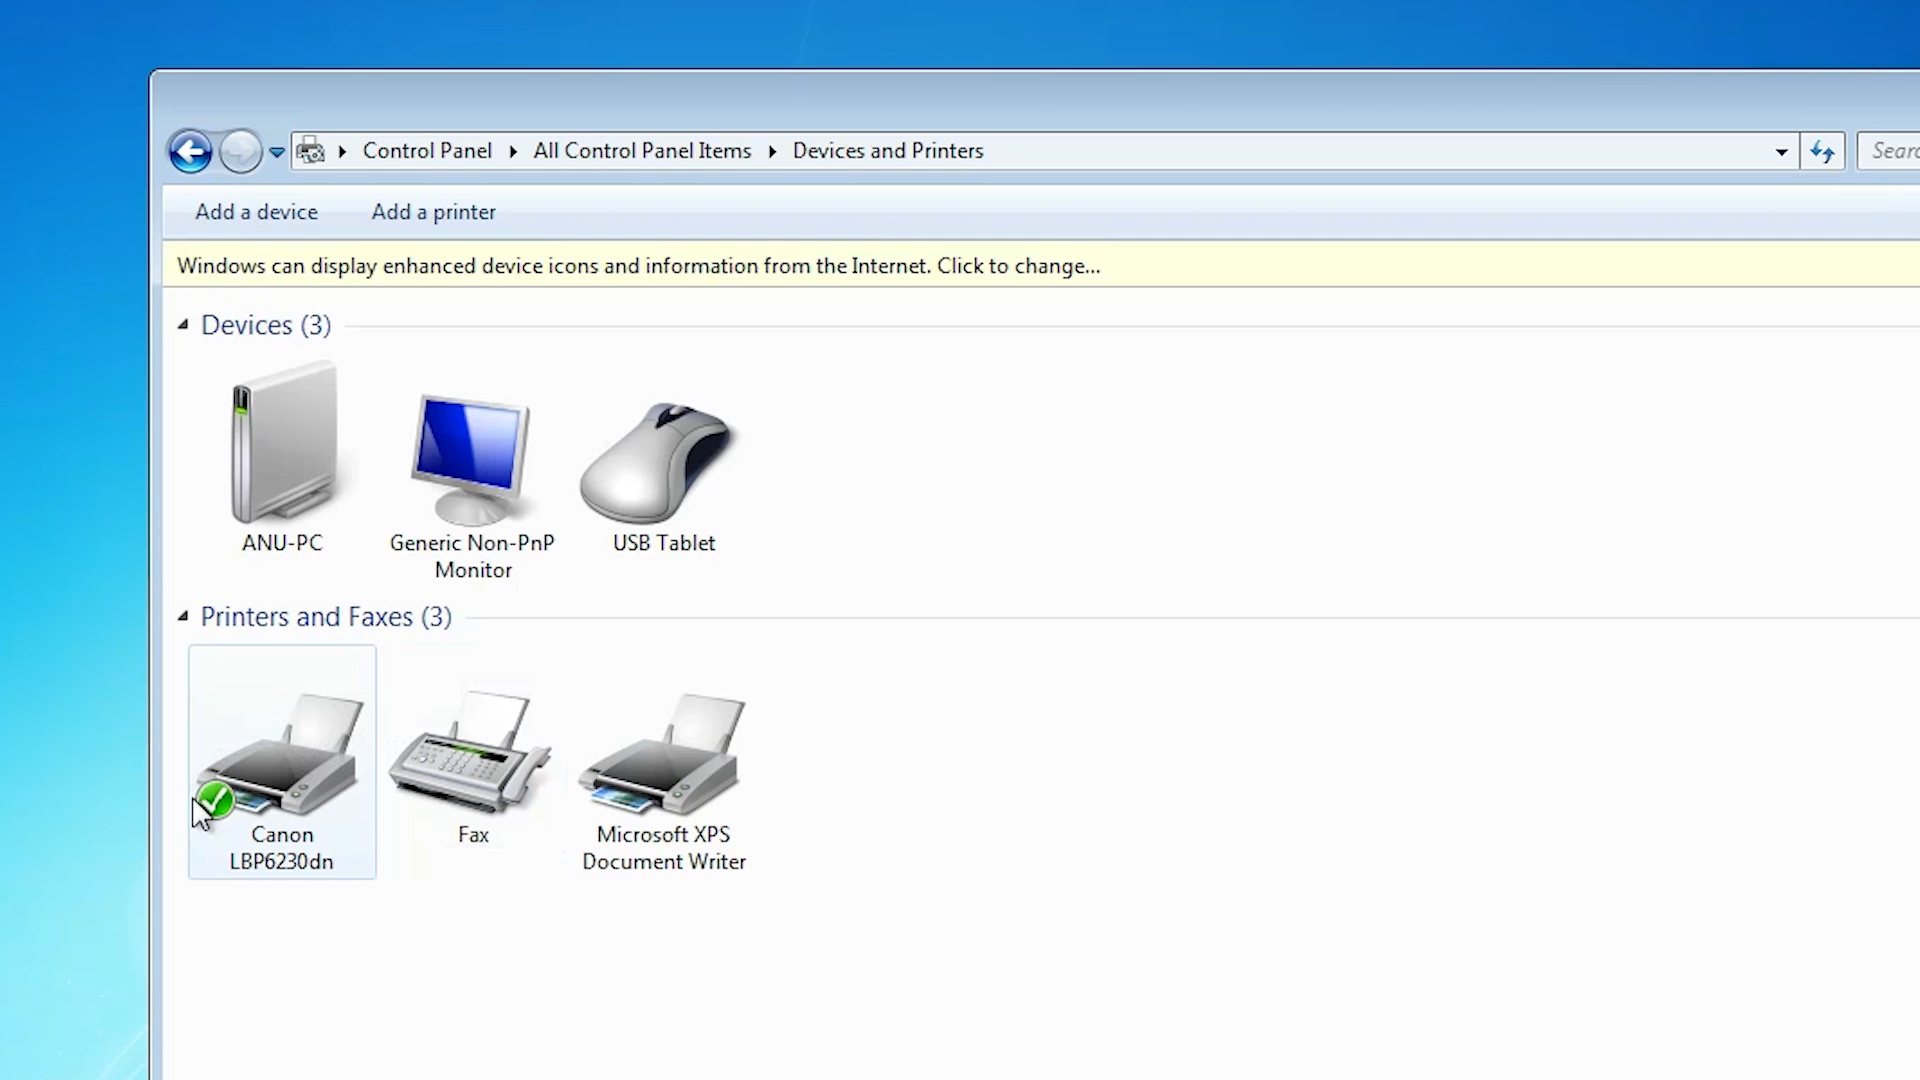 Control Panel All Control Panel Items Devices and Printers
Add a device Add a printer
Windows can display enhanced device icons and information from the Internet. Click to change...
Devices (3)
ANU-PC
Generic Non-PnP
Monitor
USB Tablet
Printers and Faxes (3)
Canon
LBP6230dn
Fax
Microsoft XPS
Document Writer